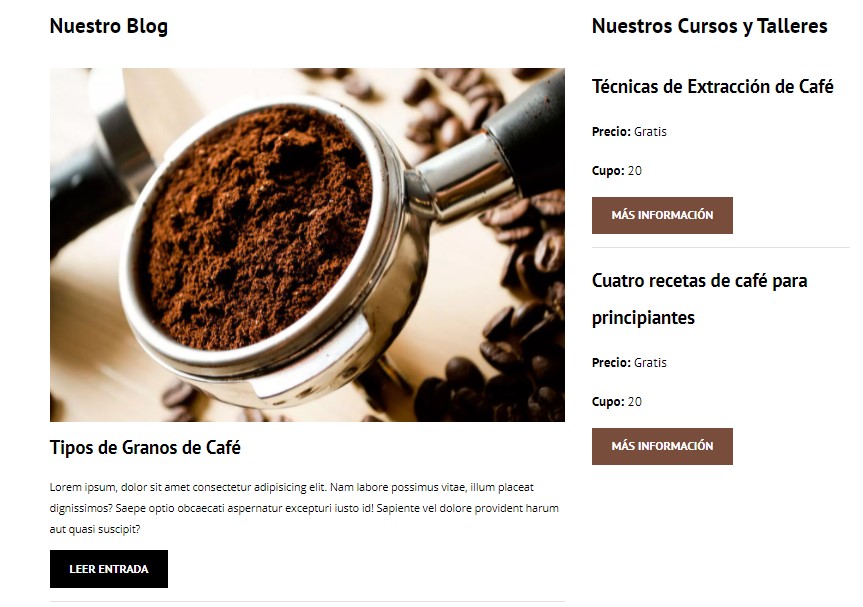 Nuestro Blog
Tipos de Granos de Café
Lorem ipsum, dolor sit amet consectetur adipisicing elit. Nam labore possimus vitae, illum placeat
dignissimos? Saepe optio obcaecati aspernatur excepturi iusto id! Sapiente vel dolore provident harum
aut quasi suscipit?
LEER ENTRADA
Nuestros Cursos y Talleres
Técnicas de Extracción de Café
Precio: Gratis
Cupo: 20
MÁS INFORMACIÓN
Cuatro recetas de café para
principiantes
Precio: Gratis
Cupo: 20
MÁS INFORMACIÓN